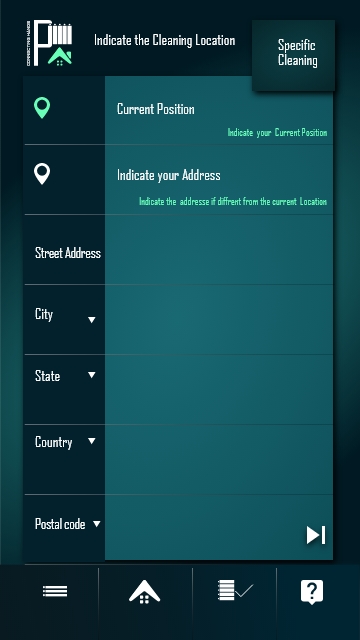 Indicate the Cleaning Location
Specific
Cleaning
Current Position
Indicate your Current Position
Indicate your Address
Indicate the addresse if diffrent from the current Location
Street Address
City
State
Country
Postal code